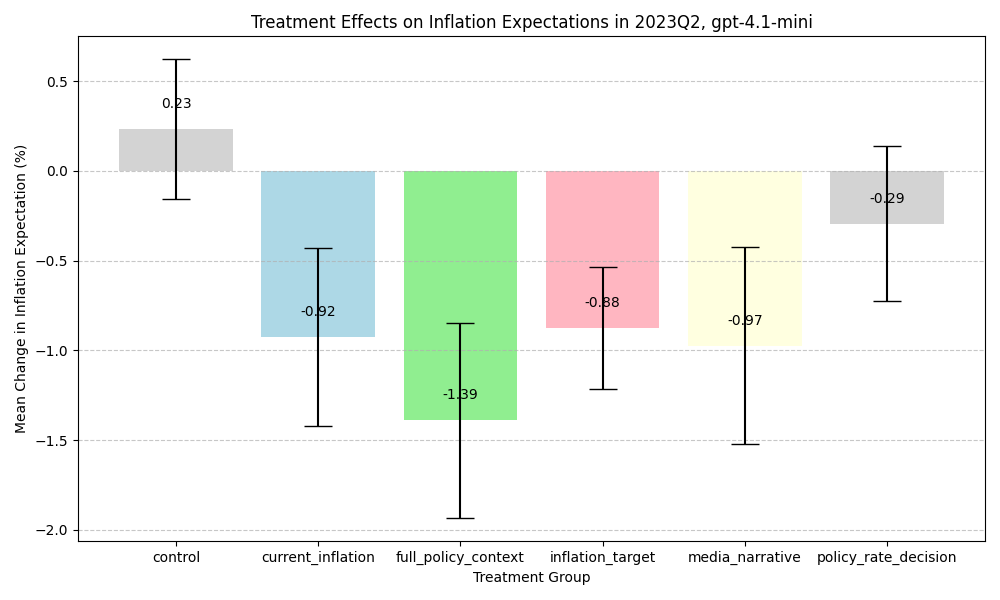 Treatment Effects on Inflation Expectations in 2023Q2, gpt-4.1-mini
Mean Change in Inflation Expectation (%)
0.5
0.0
−0.5
−1.0
−1.5
−2.0
0.23
-0.92
-1.39
-0.88
-0.97
-0.29
control
current_inflation
full_policy_context
inflation_target
media_narrative
policy_rate_decision
Treatment Group